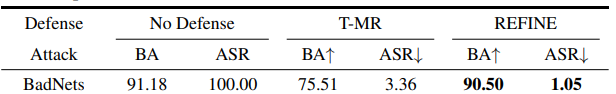 Defense No Defense T-MR REFINE
Attack BA ASR BA↑ ASR↓ BA↑ ASR↓
BadNets 91.18 100.00 75.51 3.36 90.50 1.05